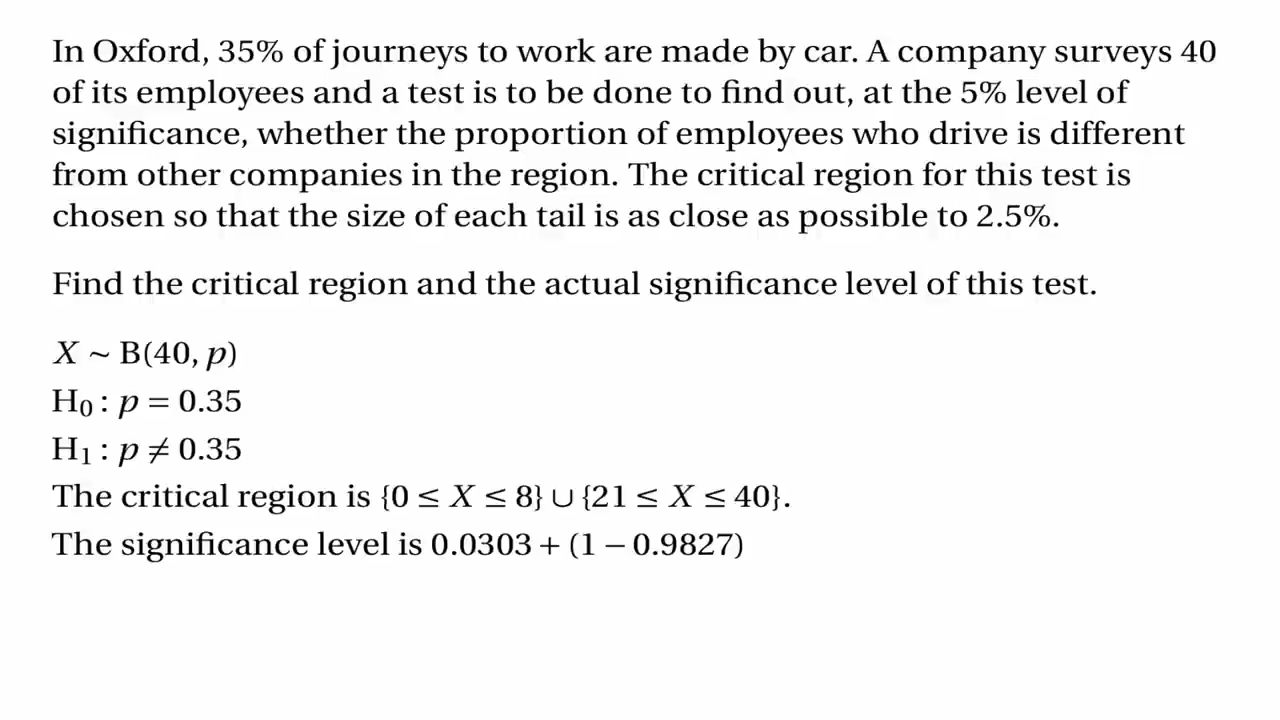 In Oxford, 35% of journeys to work are made by car. A company surveys 40
of its employees and a test is to be done to find out, at the 5% level of
significance, whether the proportion of employees who drive is different
from other companies in the region. The critical region for this test is
chosen so that the size of each tail is as close as possible to 2.5%.
Find the critical region and the actual significance level of this test.
X ~ B(40, p)
H₀ : p = 0.35
H₁ : p ≠ 0.35
The critical region is {0 ≤ X ≤ 8} ∪ {21 ≤ X ≤ 40}.
The significance level is 0.0303 + (1 − 0.9827)